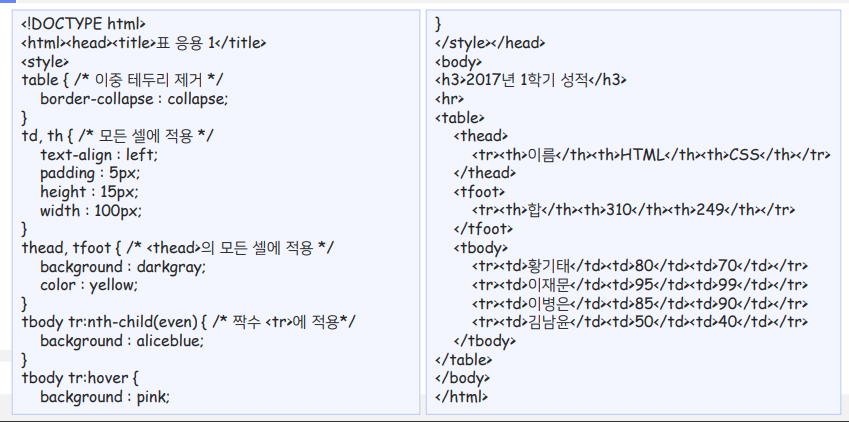 <!DOCTYPE html>
<html><head><title>표 응용 1</title>
<style>
table { /* 이중 테두리 제거 */
border-collapse : collapse;
}
td, th { /* 모든 셀에 적용 */
text-align : left;
padding : 5px;
height : 15px;
width : 100px;
}
thead, tfoot { /* <thead>의 모든 셀에 적용 */
background : darkgray;
color : yellow;
}
tbody tr:nth-child(even) { /* 짝수 <tr>에 적용*/
background : aliceblue;
}
tbody tr:hover {
background : pink;
}
</style></head>
<body>
<h3>2017년 1학기 성적</h3>
<hr>
<table>
<thead>
<tr><th>이름</th><th>HTML</th><th>CSS</th></tr>
</thead>
<tfoot>
<tr><th>합</th><th>310</th><th>249</th></tr>
</tfoot>
<tbody>
<tr><td>황기태</td><td>80</td><td>70</td></tr>
<tr><td>이재문</td><td>95</td><td>99</td></tr>
<tr><td>이병은</td><td>85</td><td>90</td></tr>
<tr><td>김남윤</td><td>50</td><td>40</td></tr>
</tbody>
</table>
</body>
</html>